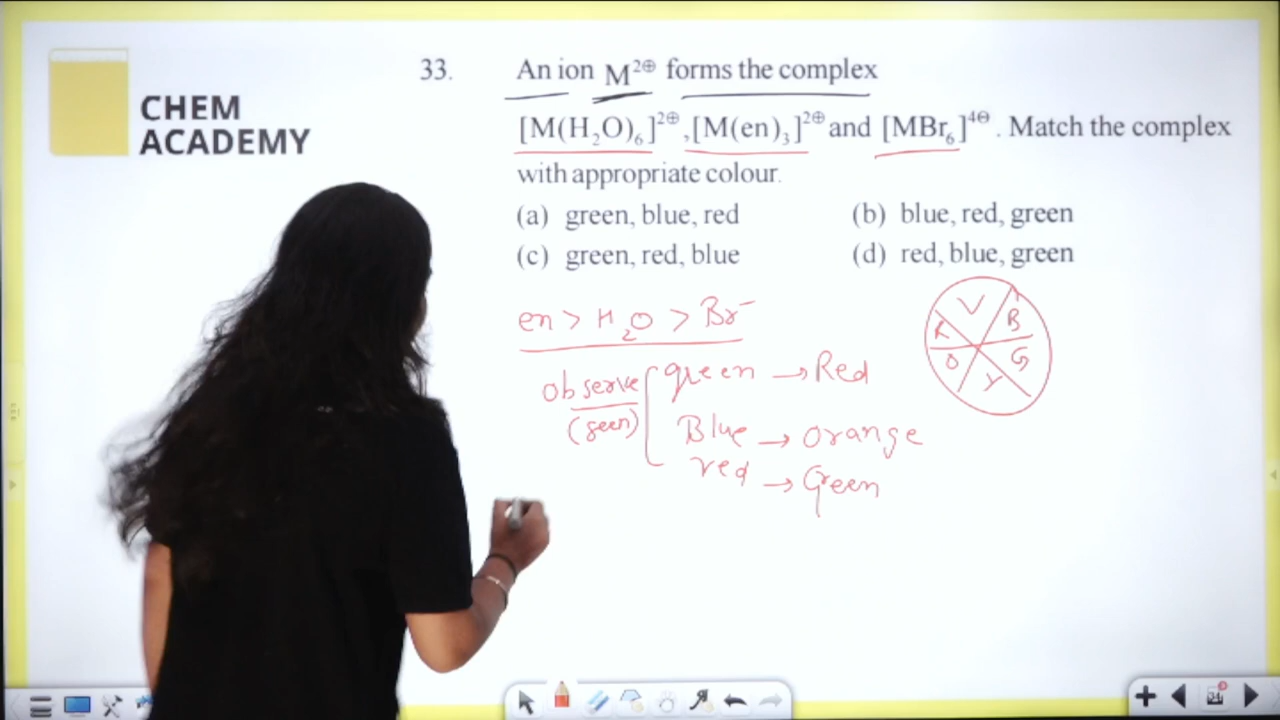 CHEM
ACADEMY
33. An ion M²⊕ forms the complex
[M(H₂O)₆]²⊕, [M(en)₃]²⊕ and [MBr₆]⁴⊖. Match the complex
with appropriate colour.
(a) green, blue, red (b) blue, red, green
(c) green, red, blue (d) red, blue, green
en > H₂O > Br⁻
observe
(seen)
green → Red
Blue → Orange
red → Green
V
B
G
Y
O
R